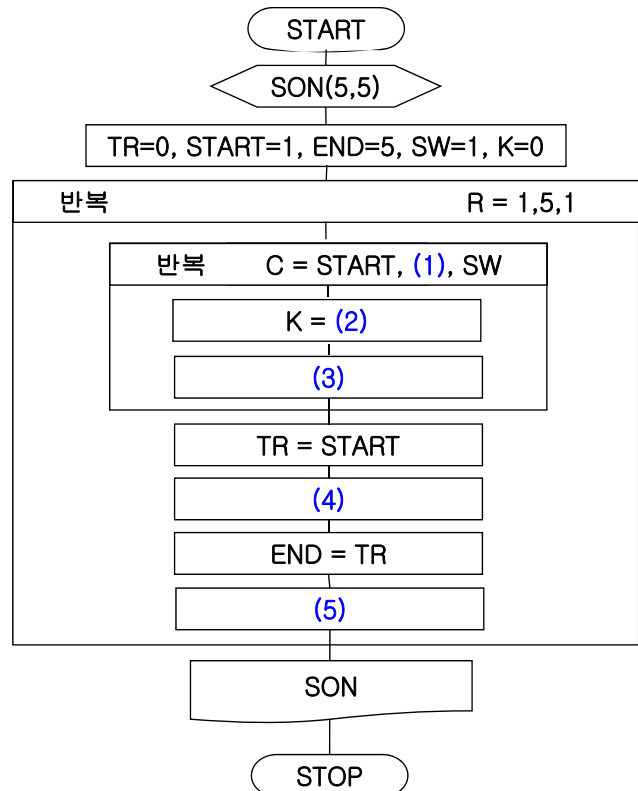 START
SON(5,5)
TR=0, START=1, END=5, SW=1, K=0
반복 R = 1,5,1
반복 C = START, (1), SW
K = (2)
(3)
TR = START
(4)
END = TR
(5)
SON
STOP